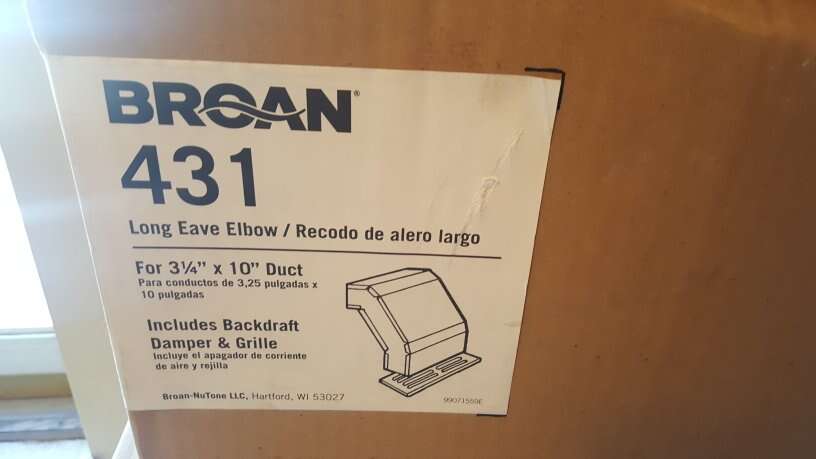 BROAN®
431
Long Eave Elbow / Recodo de alero largo
For 3¼" x 10" Duct
Para conductos de 3,25 pulgadas x
10 pulgadas
Includes Backdraft
Damper & Grille
Incluye el apagador de corriente
de aire y rejilla
Broan-NuTone LLC, Hartford, WI 53027
99071559E